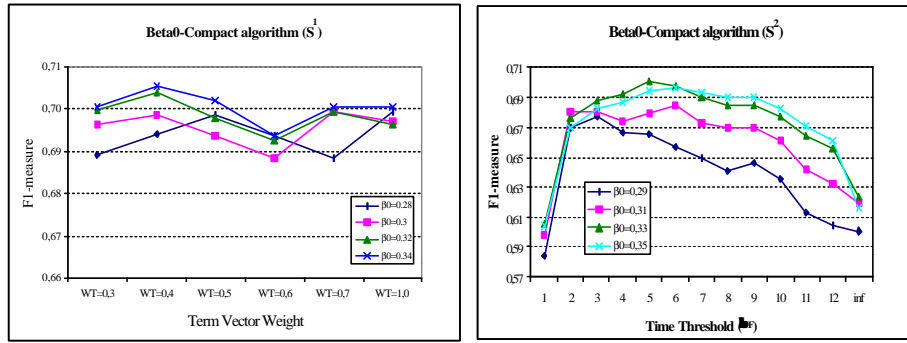 Beta0-Compact algorithm (S¹)
0,71
0,70
0,69
0,68
0,67
0,66
F1-measure
β0=0.28
β0=0.3
β0=0.32
β0=0.34
WT=0,3 WT=0,4 WT=0,5 WT=0,6 WT=0,7 WT=1,0
Term Vector Weight
Beta0-Compact algorithm (S²)
0,71
0,69
0,67
0,65
0,63
0,61
0,59
0,57
F1-measure
β0=0,29
β0=0,31
β0=0,33
β0=0,35
1 2 3 4 5 6 7 8 9 10 11 12 inf
Time Threshold